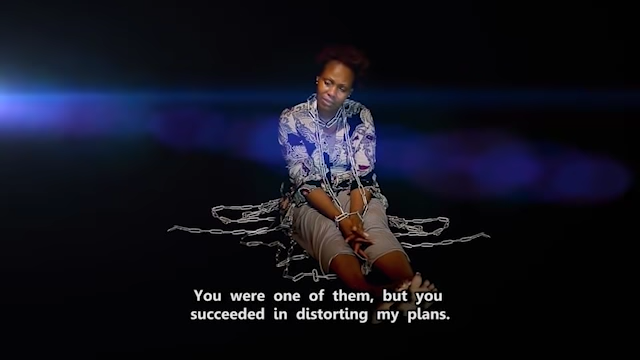 You were one of them, but you
succeeded in distorting my plans.